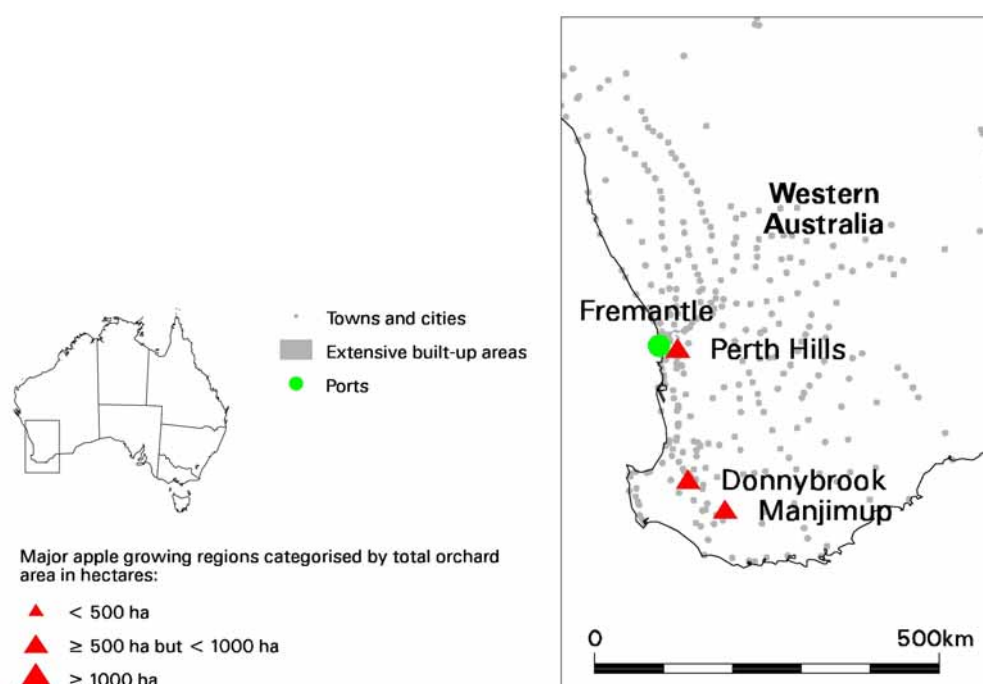 Western
Australia
Fremantle
Perth Hills
Donnybrook
Manjimup
0 500km
Towns and cities
Extensive built-up areas
Ports
Major apple growing regions categorised by total orchard
area in hectares:
< 500 ha
≥ 500 ha but < 1000 ha
≥ 1000 ha